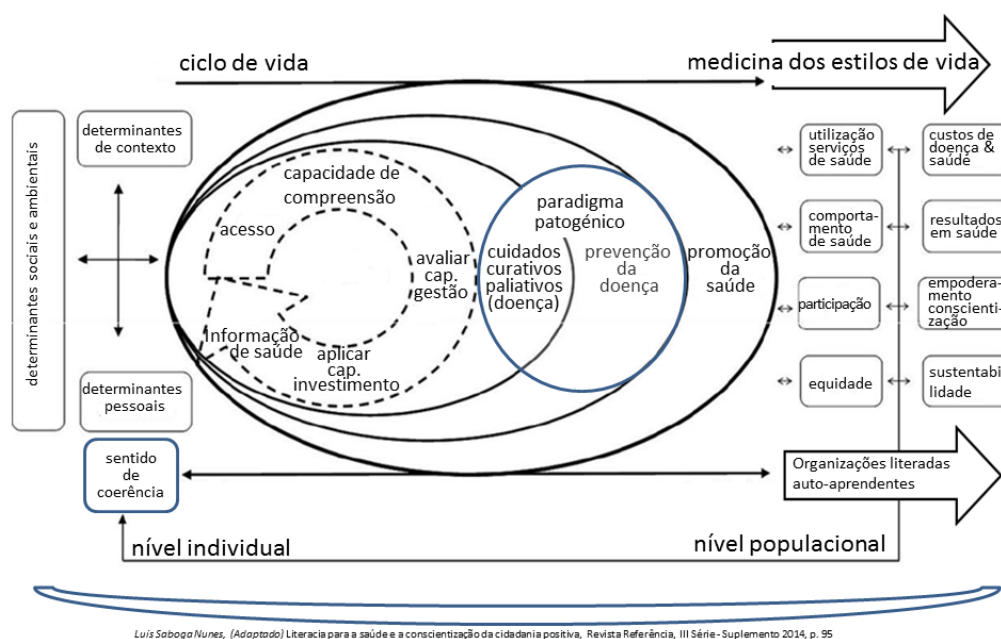 ciclo de vida
medicina dos estilos de vida
determinantes sociais e ambientais
determinantes
de contexto
determinantes
pessoais
sentido
de
coerência
capacidade de
compreensão
acesso
avaliar
cap.
gestão
Informação
de saúde
aplicar
cap.
investimento
paradigma
patogénico
cuidados
curativos
paliativos
(doença)
prevenção
da
doença
promoção
da
saúde
utilização
serviços
de saúde
custos de
doença &
saúde
comporta-
mento
de saúde
resultados
em saúde
participação
empodera-
mento
conscienti-
zação
equidade
sustentabi
lidade
Organizações literadas
auto-aprendentes
nível individual
nível populacional
Luís Saboga Nunes, (Adaptado) Literacia para a saúde e a conscientização da cidadania positiva, Revista Referência, III Série - Suplemento 2014, p. 95